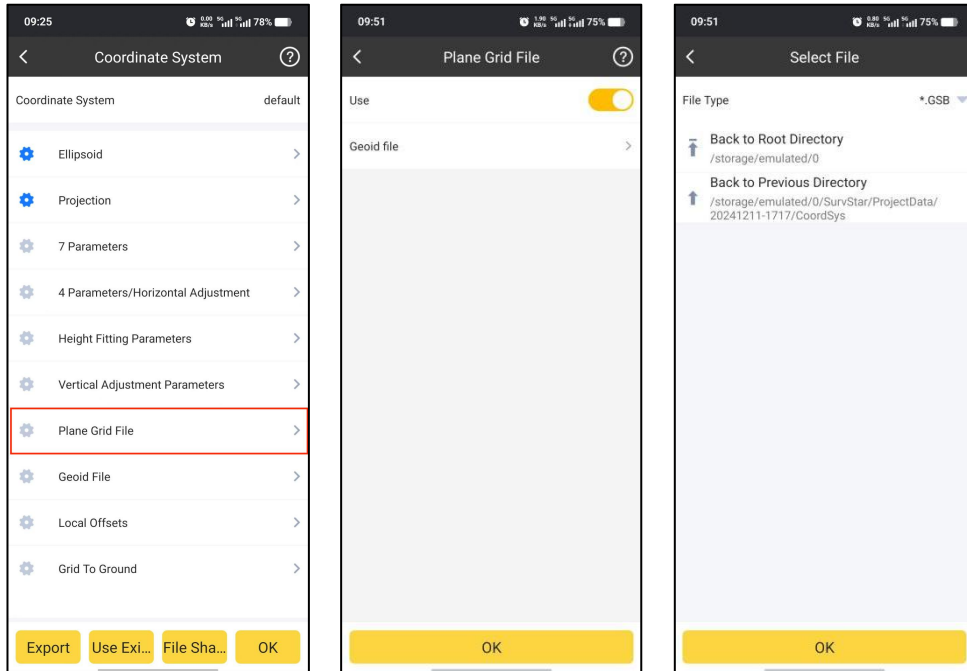 09:25
0.00 KB/s 5G 5G 78%
Coordinate System
Coordinate System default
Ellipsoid
Projection
7 Parameters
4 Parameters/Horizontal Adjustment
Height Fitting Parameters
Vertical Adjustment Parameters
Plane Grid File
Geoid File
Local Offsets
Grid To Ground
Export Use Exi... File Sha... OK
09:51
1.90 KB/s 5G 5G 75%
Plane Grid File
Use
Geoid file
OK
09:51
0.80 KB/s 5G 5G 75%
Select File
File Type *.GSB
Back to Root Directory
/storage/emulated/0
Back to Previous Directory
/storage/emulated/0/SurvStar/ProjectData/
20241211-1717/CoordSys
OK